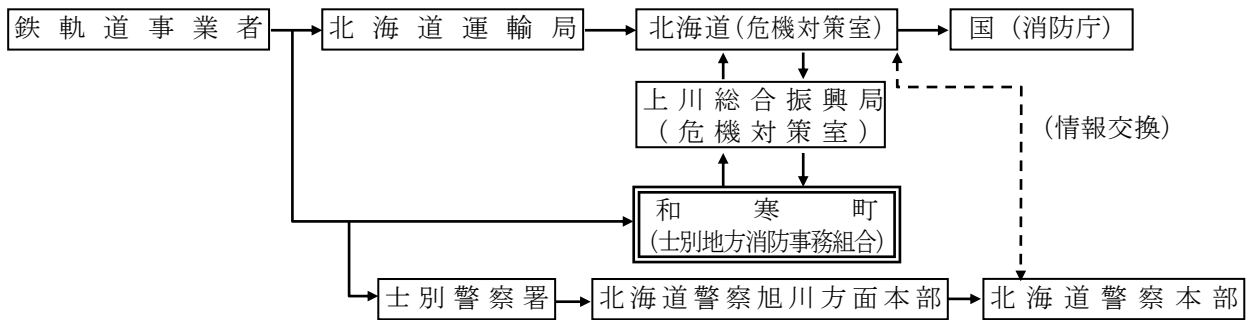 鉄軌道事業者
北海道運輸局
北海道(危機対策室)
国(消防庁)
上川総合振興局
(危機対策室)
(情報交換)
和寒町
(士別地方消防事務組合)
士別警察署
北海道警察旭川方面本部
北海道警察本部